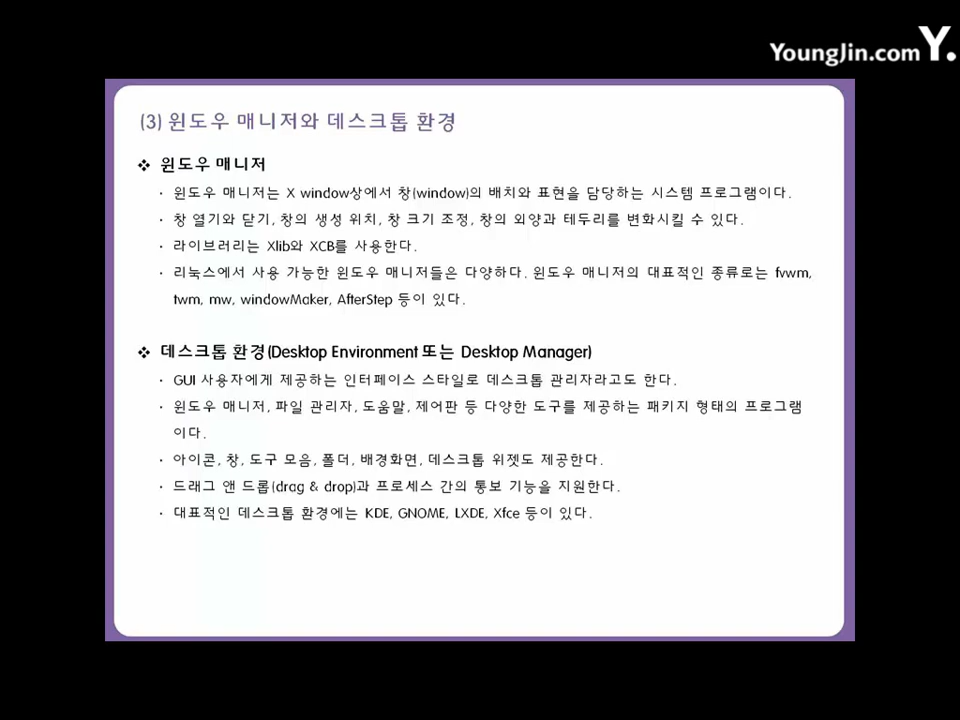 YoungJin.com Y.
(3) 윈도우 매니저와 데스크톱 환경
❖ 윈도우 매니저
· 윈도우 매니저는 X window상에서 창(window)의 배치와 표현을 담당하는 시스템 프로그램이다.
· 창 열기와 닫기, 창의 생성 위치, 창 크기 조정, 창의 외양과 테두리를 변화시킬 수 있다.
· 라이브러리는 Xlib와 XCB를 사용한다.
· 리눅스에서 사용 가능한 윈도우 매니저들은 다양하다. 윈도우 매니저의 대표적인 종류로는 fvwm,
twm, mw, windowMaker, AfterStep 등이 있다.
❖ 데스크톱 환경(Desktop Environment 또는 Desktop Manager)
· GUI 사용자에게 제공하는 인터페이스 스타일로 데스크톱 관리자라고도 한다.
· 윈도우 매니저, 파일 관리자, 도움말, 제어판 등 다양한 도구를 제공하는 패키지 형태의 프로그램
이다.
· 아이콘, 창, 도구 모음, 폴더, 배경화면, 데스크톱 위젯도 제공한다.
· 드래그 앤 드롭(drag & drop)과 프로세스 간의 통보 기능을 지원한다.
· 대표적인 데스크톱 환경에는 KDE, GNOME, LXDE, Xfce 등이 있다.